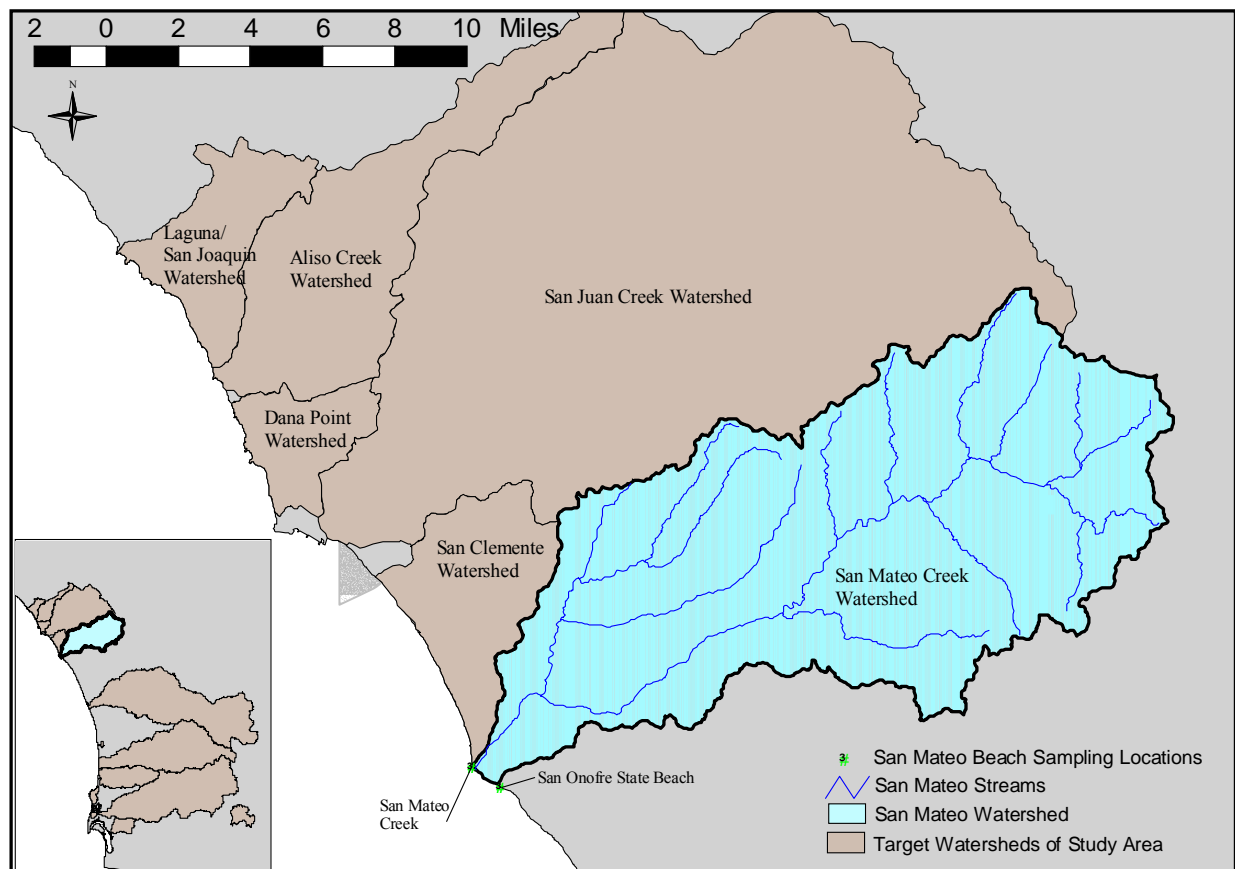 2 0 2 4 6 8 10 Miles
N
Laguna/
San Joaquin
Watershed
Aliso Creek
Watershed
San Juan Creek Watershed
Dana Point
Watershed
San Clemente
Watershed
San Mateo Creek
Watershed
San Onofre State Beach
San Mateo
Creek
San Mateo Beach Sampling Locations
San Mateo Streams
San Mateo Watershed
Target Watersheds of Study Area